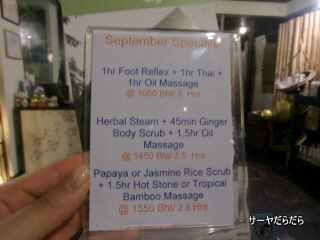 September Specials
1hr Foot Reflex + 1hr Thai +
1hr Oil Massage
@ 1050 Bht/ 3 Hrs
Herbal Steam + 45min Ginger
Body Scrub + 1.5hr Oil
Massage
@ 1450 Bht/ 2.5 Hrs
Papaya or Jasmine Rice Scrub
+ 1.5hr Hot Stone or Tropical
Bamboo Massage
@ 1550 Bht/ 2.5 Hrs
サーヤだらだら